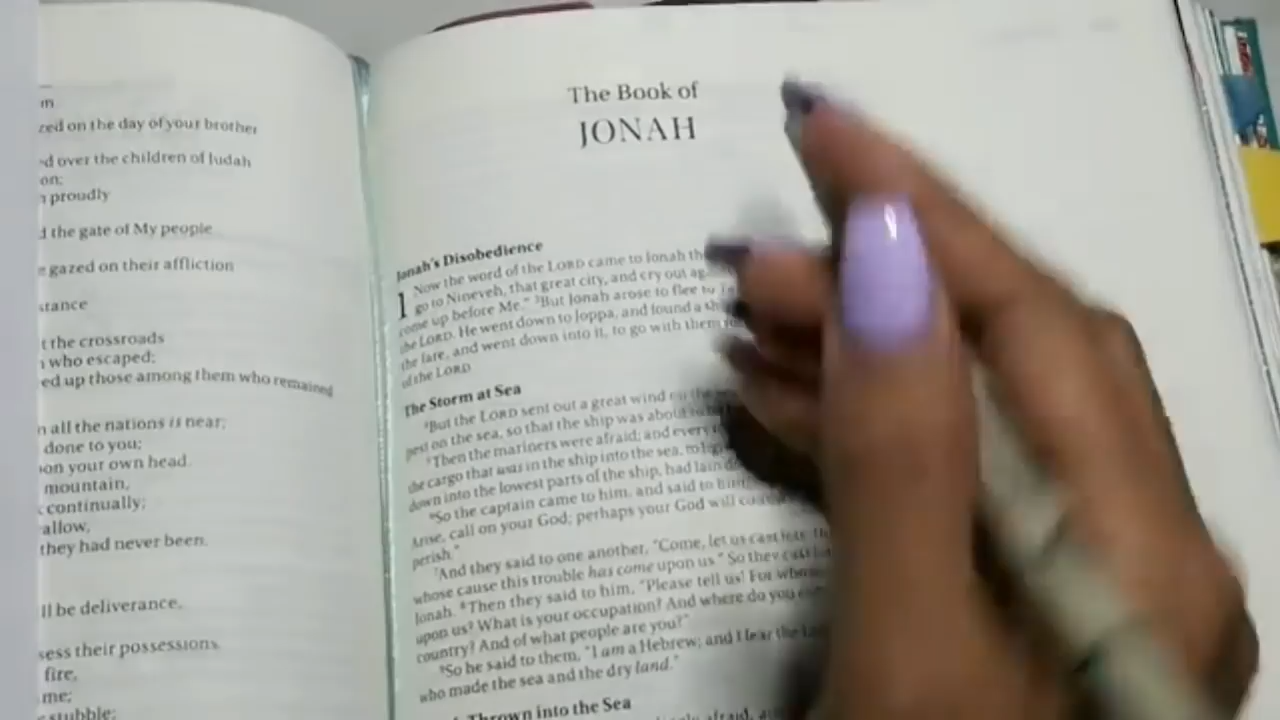 m
zed on the day of your brother
d over the children of Judah
on;
proudly
d the gate of My people
e gazed on their affliction
stance
t the crossroads
who escaped;
ed up those among them who remained
n all the nations is near;
done to you;
on your own head.
mountain,
continually;
allow,
they had never been.
ll be deliverance,
sess their possessions.
fire,
me;
stubble;
The Book of
JONAH
Jonah's Disobedience
1 Now the word of the LORD came to Jonah
go to Nineveh, that great city, and cry out
come up before Me." 3But Jonah arose to flee to
the LORD. He went down to Joppa, and found a
the fare, and went down into it, to go with them
of the LORD.
The Storm at Sea
4But the LORD sent out a great wind on the
pest on the sea, so that the ship was about to
5Then the mariners were afraid; and every
the cargo that was in the ship into the sea, to
down into the lowest parts of the ship, had lain
6So the captain came to him, and said to him,
Arise, call on your God; perhaps your God will
perish."
7And they said to one another, "Come, let us cast lots,
whose cause this trouble has come upon us." So they cast
Jonah. 8Then they said to him, "Please tell us! For whose
upon us? What is your occupation? And where do you
country? And of what people are you?"
9So he said to them, "I am a Hebrew; and I fear the
who made the sea and the dry land."
Thrown into the Sea
afraid,